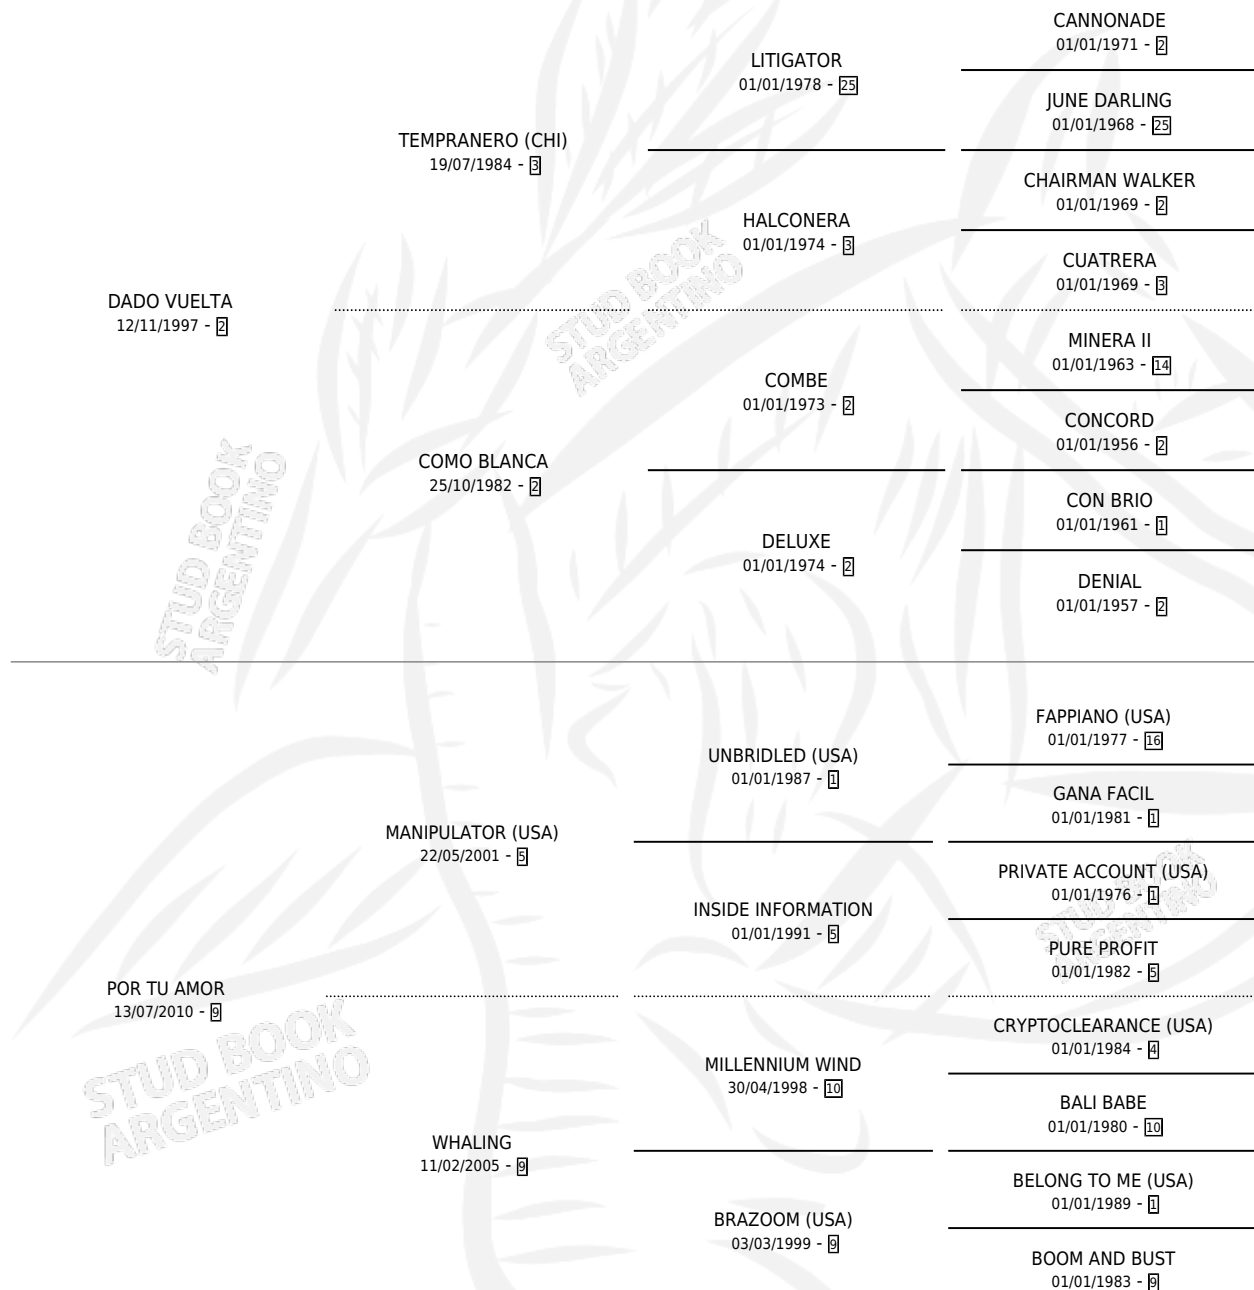 CANNONADE
01/01/1971 - 2
LITIGATOR
01/01/1978 - 25
JUNE DARLING
01/01/1968 - 25
TEMPRANERO (CHI)
19/07/1984 - 3
CHAIRMAN WALKER
01/01/1969 - 2
HALCONERA
01/01/1974 - 3
CUATRERA
01/01/1969 - 3
DADO VUELTA
12/11/1997 - 2
MINERA II
01/01/1963 - 14
COMBE
01/01/1973 - 2
CONCORD
01/01/1956 - 2
COMO BLANCA
25/10/1982 - 2
CON BRIO
01/01/1961 - 1
DELUXE
01/01/1974 - 2
DENIAL
01/01/1957 - 2
STUD BOOK
ARGENTINO
STUD BOOK
ARGENTINO
FAPPIANO (USA)
01/01/1977 - 16
UNBRIDLED (USA)
01/01/1987 - 1
GANA FACIL
01/01/1981 - 1
MANIPULATOR (USA)
22/05/2001 - 5
PRIVATE ACCOUNT (USA)
01/01/1976 - 1
INSIDE INFORMATION
01/01/1991 - 5
PURE PROFIT
01/01/1982 - 5
STUD BOOK
ARGENTINO
POR TU AMOR
13/07/2010 - 9
CRYPTOCLEARANCE (USA)
01/01/1984 - 4
MILLENNIUM WIND
30/04/1998 - 10
BALI BABE
01/01/1980 - 10
STUD BOOK
ARGENTINO
WHALING
11/02/2005 - 9
BELONG TO ME (USA)
01/01/1989 - 1
BRAZOOM (USA)
03/03/1999 - 9
BOOM AND BUST
01/01/1983 - 9